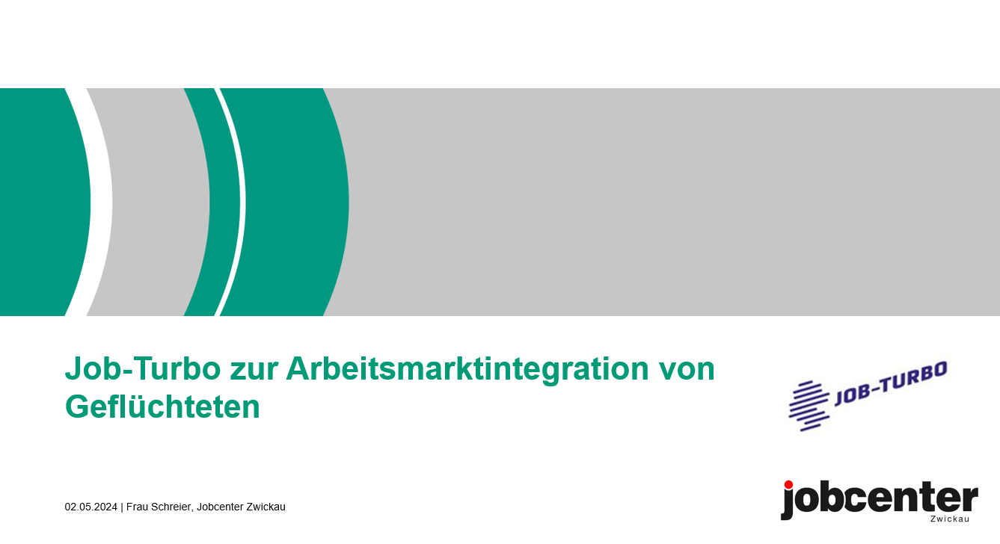 Job-Turbo zur Arbeitsmarktintegration von
Geflüchteten
JOB-TURBO
02.05.2024 | Frau Schreier, Jobcenter Zwickau
jobcenter
Zwickau